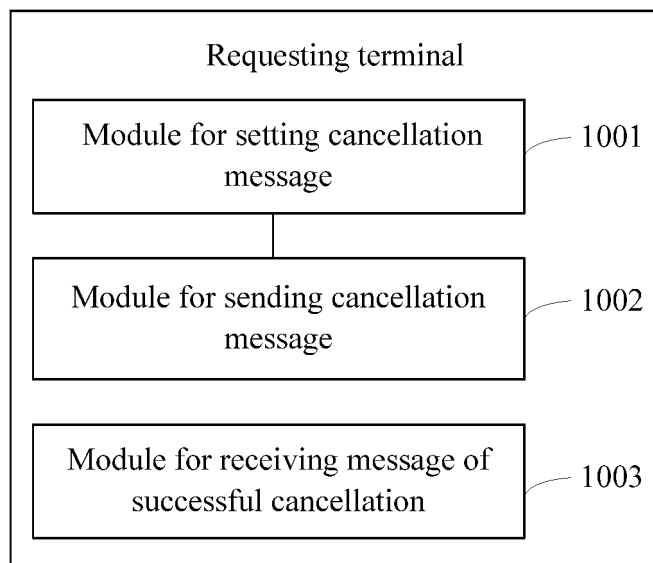 Requesting terminal
Module for setting cancellation
message
1001
Module for sending cancellation
message
1002
Module for receiving message of
successful cancellation
1003